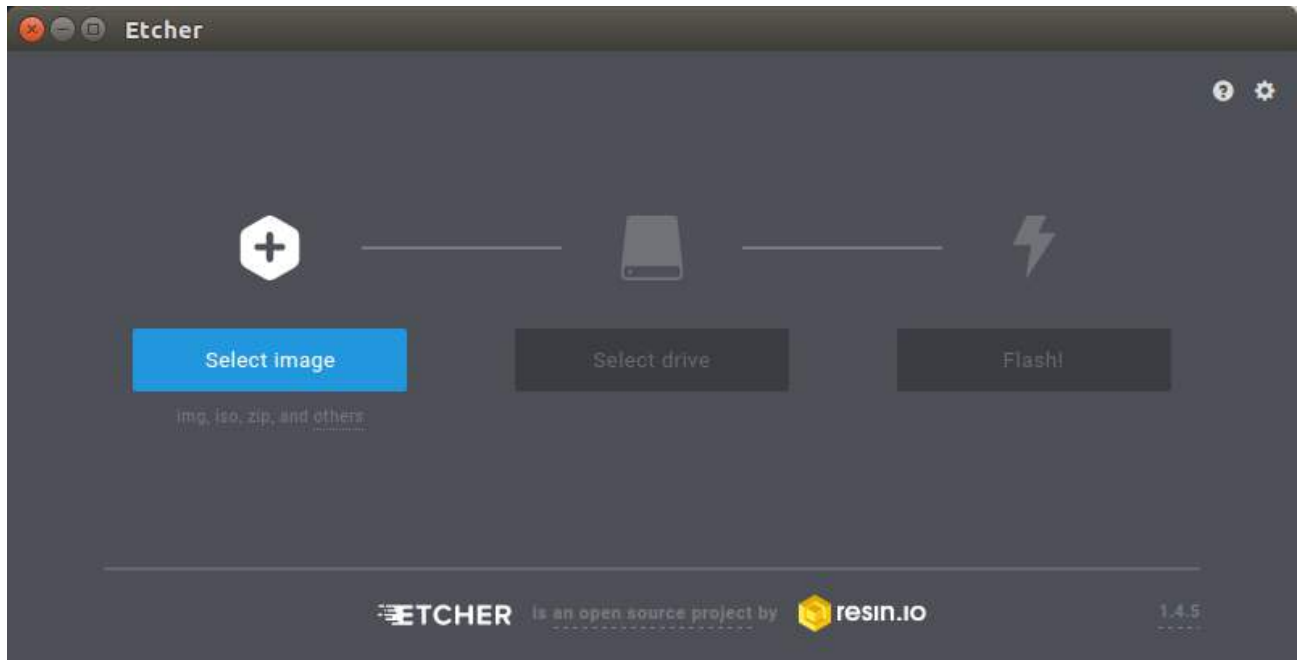 Etcher
Select image
Select drive
Flash!
img, iso, zip, and others
ETCHER is an open source project by resin.io
1.4.5